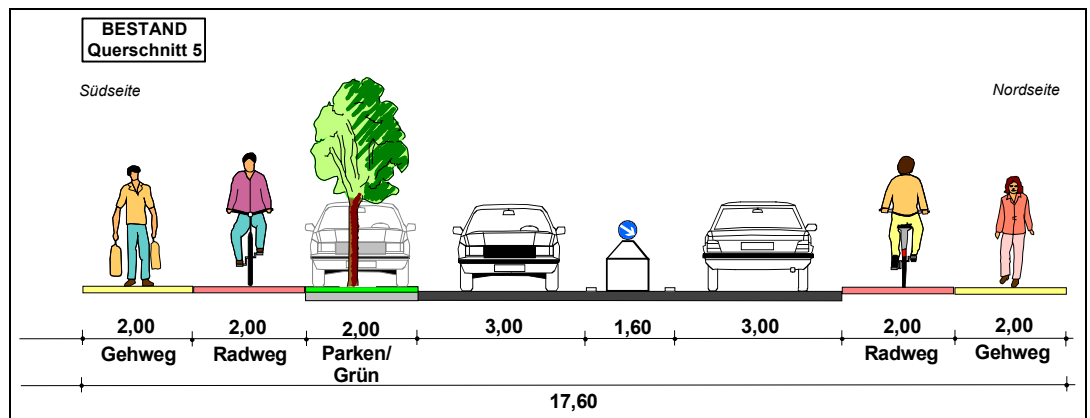 BESTAND
Querschnitt 5
Südseite
Nordseite
2,00 2,00 2,00 3,00 1,60 3,00 2,00 2,00
Gehweg Radweg Parken/ Radweg Gehweg
Grün
17,60